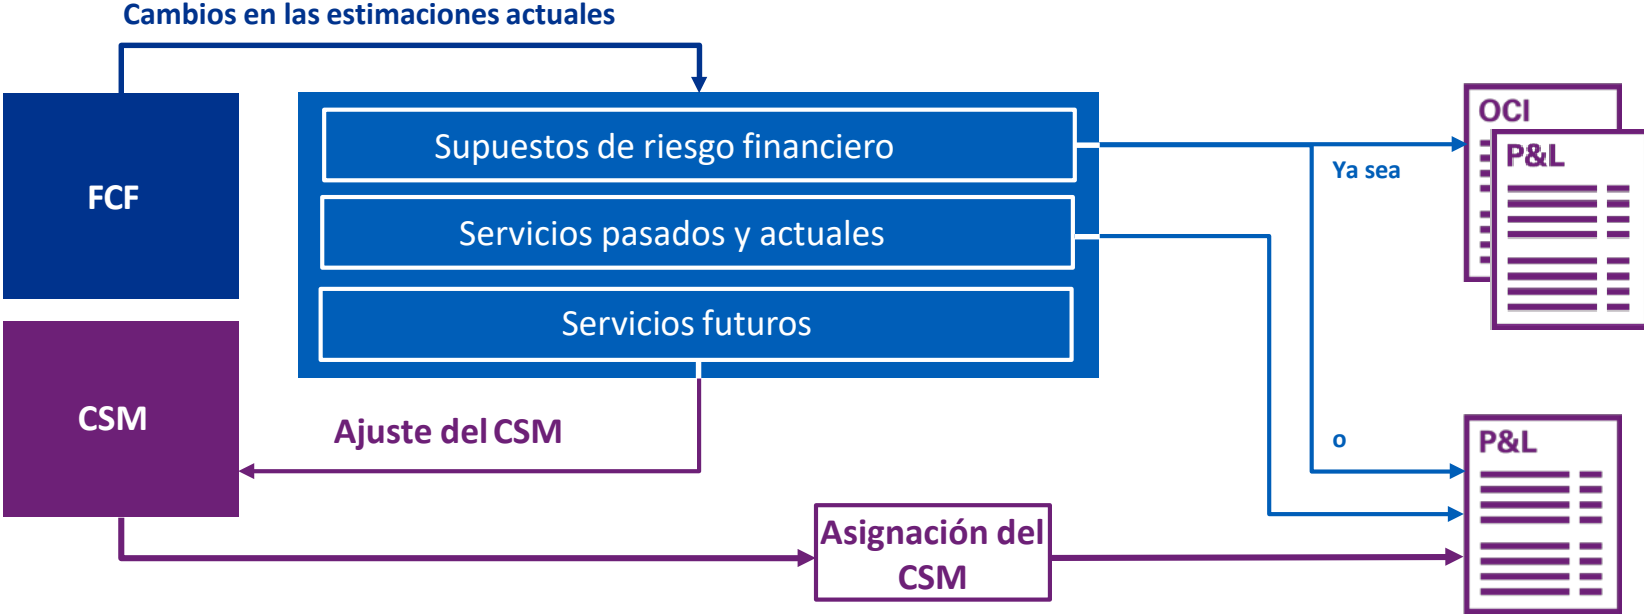 Cambios en las estimaciones actuales
FCF
Supuestos de riesgo financiero
Servicios pasados y actuales
Servicios futuros
Ya sea
OCI
P&L
CSM
Ajuste del CSM
o
P&L
Asignación del
CSM